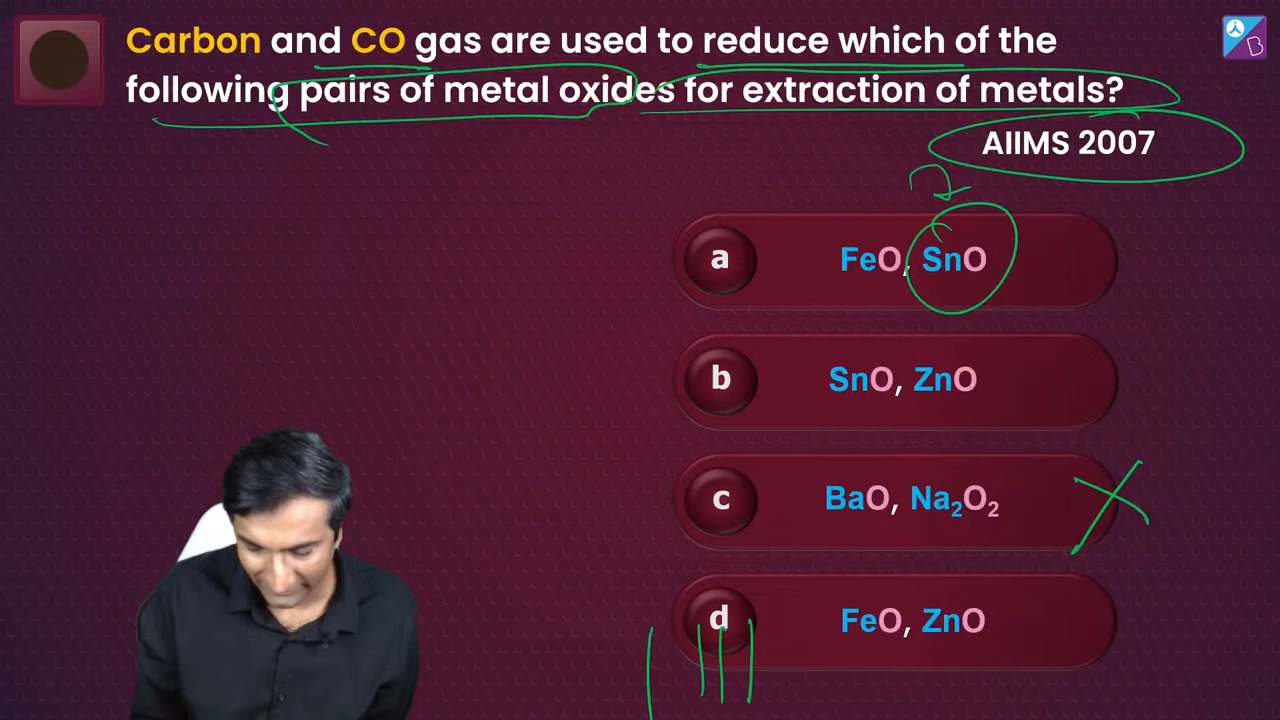 Carbon and CO gas are used to reduce which of the
following pairs of metal oxides for extraction of metals?
AIIMS 2007
a FeO, SnO
b SnO, ZnO
c BaO, Na₂O₂
d FeO, ZnO
B